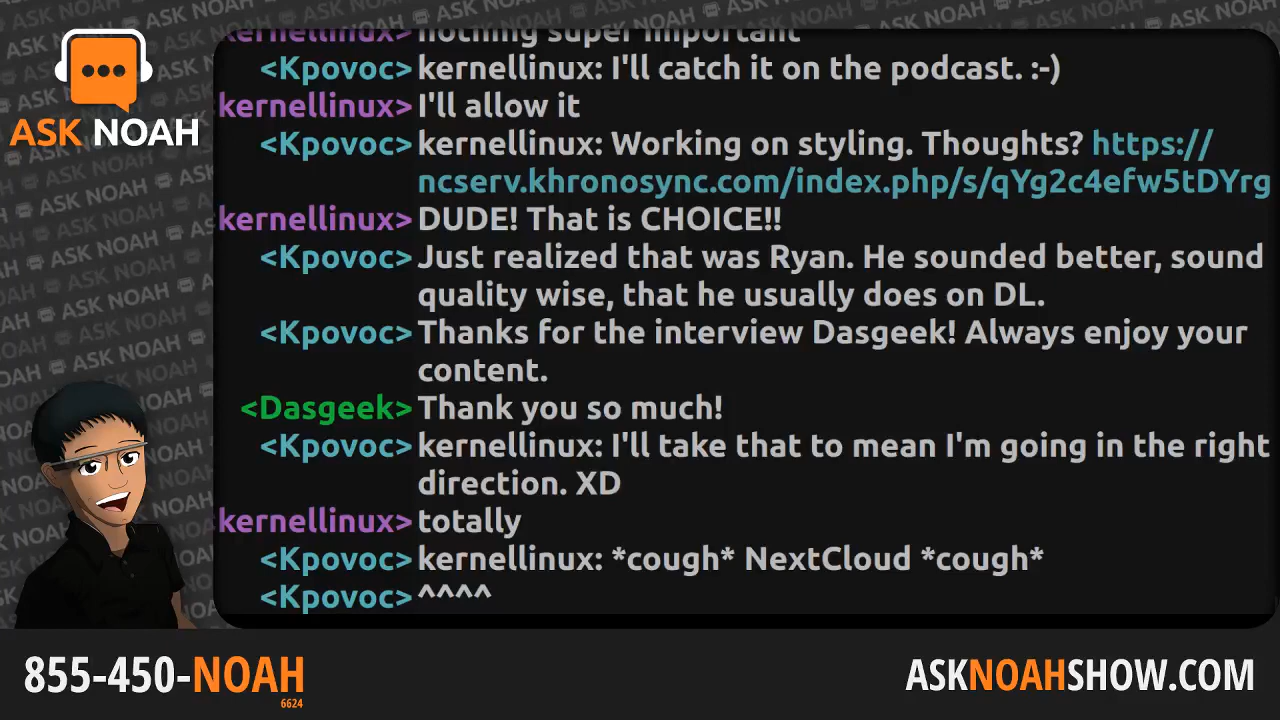 ASK NOAH
kernellinux> nothing super important
<Kpovoc> kernellinux: I'll catch it on the podcast. :-)
kernellinux> I'll allow it
<Kpovoc> kernellinux: Working on styling. Thoughts? https://
ncserv.khronosync.com/index.php/s/qYg2c4efw5tDYrg
kernellinux> DUDE! That is CHOICE!!
<Kpovoc> Just realized that was Ryan. He sounded better, sound
quality wise, that he usually does on DL.
<Kpovoc> Thanks for the interview Dasgeek! Always enjoy your
content.
<Dasgeek> Thank you so much!
<Kpovoc> kernellinux: I'll take that to mean I'm going in the right
direction. XD
kernellinux> totally
<Kpovoc> kernellinux: *cough* NextCloud *cough*
<Kpovoc> ^^^^
855-450-NOAH
6624
ASKNOAHSHOW.COM